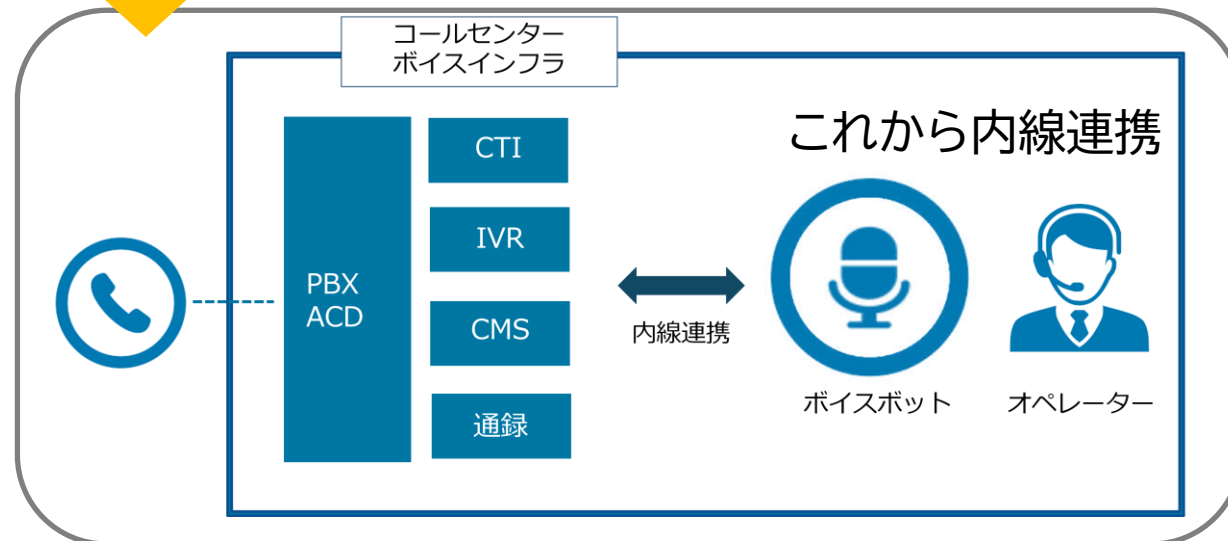 コールセンター
ボイスインフラ
これから内線連携
PBX
ACD
CTI
IVR
CMS
通録
内線連携
ボイスボット
オペレーター